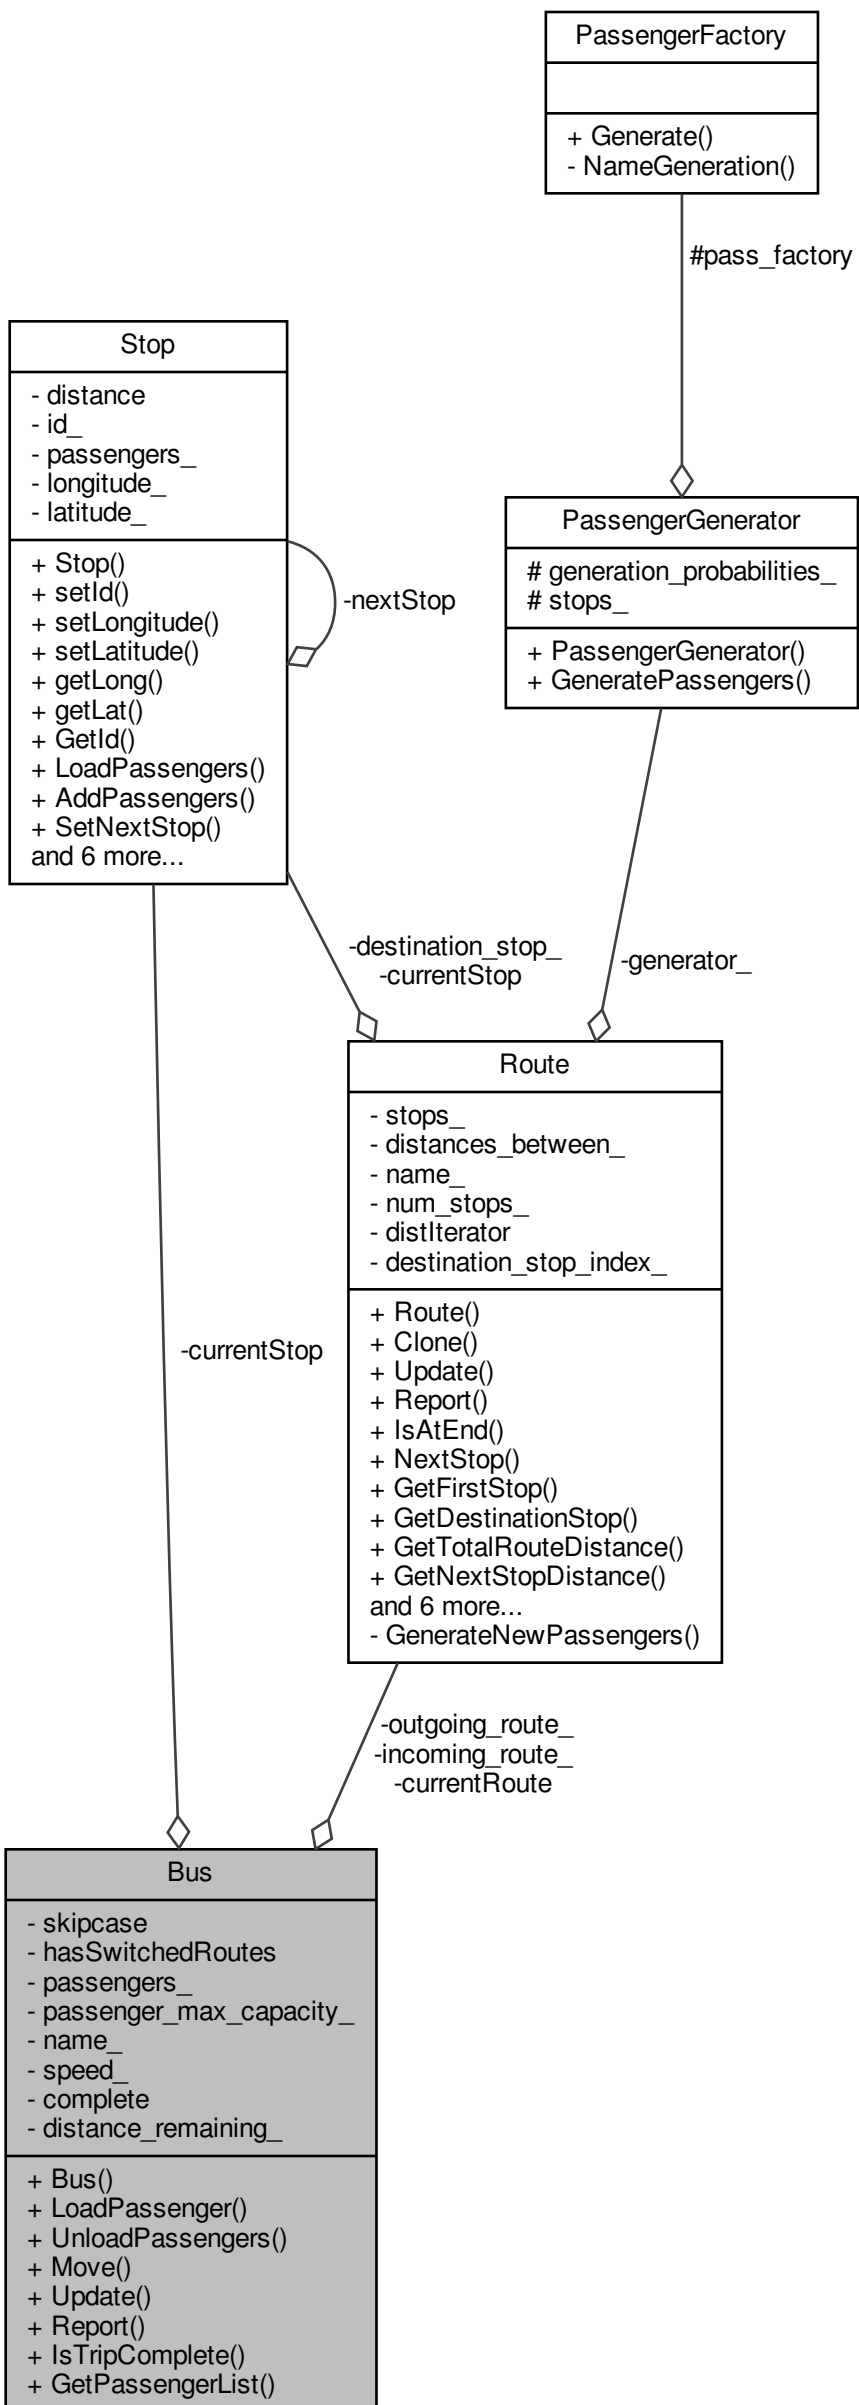 PassengerFactory
+ Generate()
- NameGeneration()
#pass_factory
Stop
- distance
- id_
- passengers_
- longitude_
- latitude_
+ Stop()
+ setId()
+ setLongitude()
+ setLatitude()
+ getLong()
+ getLat()
+ GetId()
+ LoadPassengers()
+ AddPassengers()
+ SetNextStop()
and 6 more...
-nextStop
PassengerGenerator
# generation_probabilities_
# stops_
+ PassengerGenerator()
+ GeneratePassengers()
-destination_stop_
-currentStop
-generator_
Route
- stops_
- distances_between_
- name_
- num_stops_
- distIterator
- destination_stop_index_
+ Route()
+ Clone()
+ Update()
+ Report()
+ IsAtEnd()
+ NextStop()
+ GetFirstStop()
+ GetDestinationStop()
+ GetTotalRouteDistance()
+ GetNextStopDistance()
and 6 more...
- GenerateNewPassengers()
-currentStop
-outgoing_route_
-incoming_route_
-currentRoute
Bus
- skipcase
- hasSwitchedRoutes
- passengers_
- passenger_max_capacity_
- name_
- speed_
- complete
- distance_remaining_
+ Bus()
+ LoadPassenger()
+ UnloadPassengers()
+ Move()
+ Update()
+ Report()
+ IsTripComplete()
+ GetPassengerList()